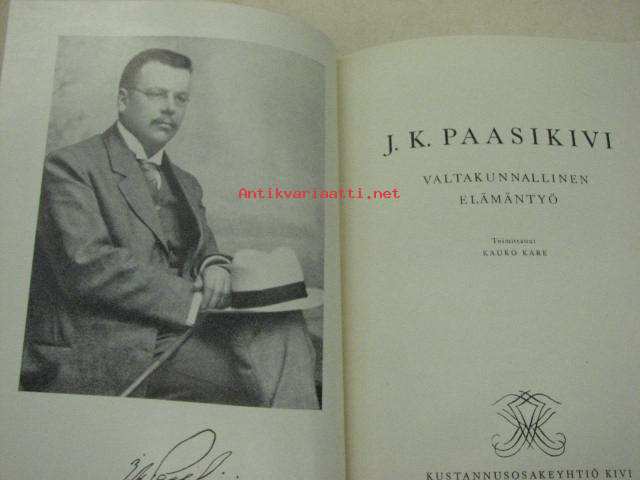 J. K. PAASIKIVI
VALTAKUNNALLINEN
ELÄMÄNTYÖ
Toimittanut
KAUKO KARE
KUSTANNUSOSAKEYHTIÖ KIVI
Antikvariaatti.net